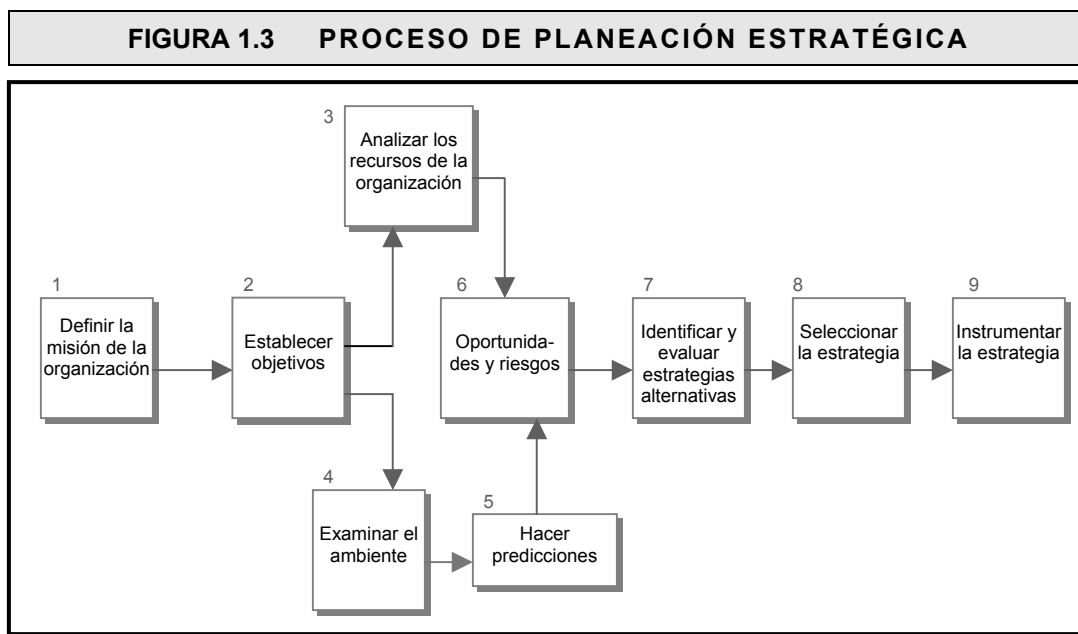 FIGURA 1.3 PROCESO DE PLANEACIÓN ESTRATÉGICA
1
Definir la
misión de la
organización
2
Establecer
objetivos
3
Analizar los
recursos de la
organización
4
Examinar el
ambiente
5
Hacer
predicciones
6
Oportunida-
des y riesgos
7
Identificar y
evaluar
estrategias
alternativas
8
Seleccionar
la estrategia
9
Instrumentar
la estrategia